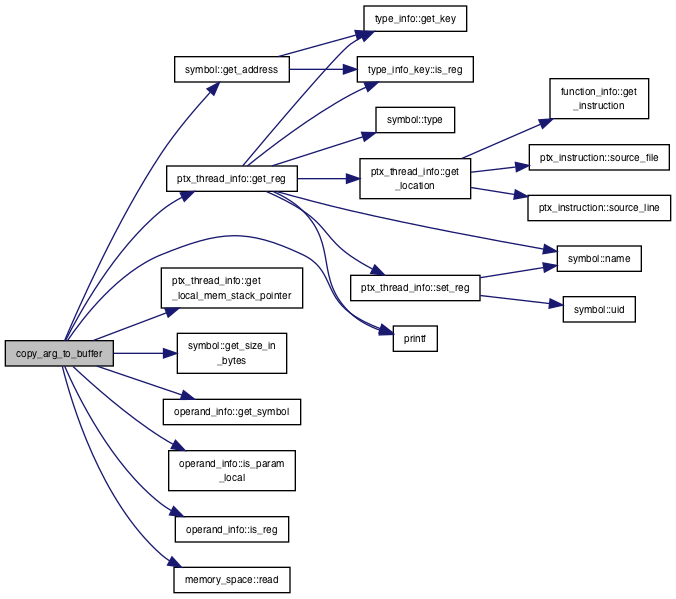 type_info::get_key
symbol::get_address
type_info_key::is_reg
function_info::get
_instruction
symbol::type
ptx_thread_info::get_reg
ptx_thread_info::get
_location
ptx_instruction::source_file
ptx_instruction::source_line
symbol::name
ptx_thread_info::get
_local_mem_stack_pointer
ptx_thread_info::set_reg
symbol::uid
printf
copy_arg_to_buffer
symbol::get_size_in
_bytes
operand_info::get_symbol
operand_info::is_param
_local
operand_info::is_reg
memory_space::read